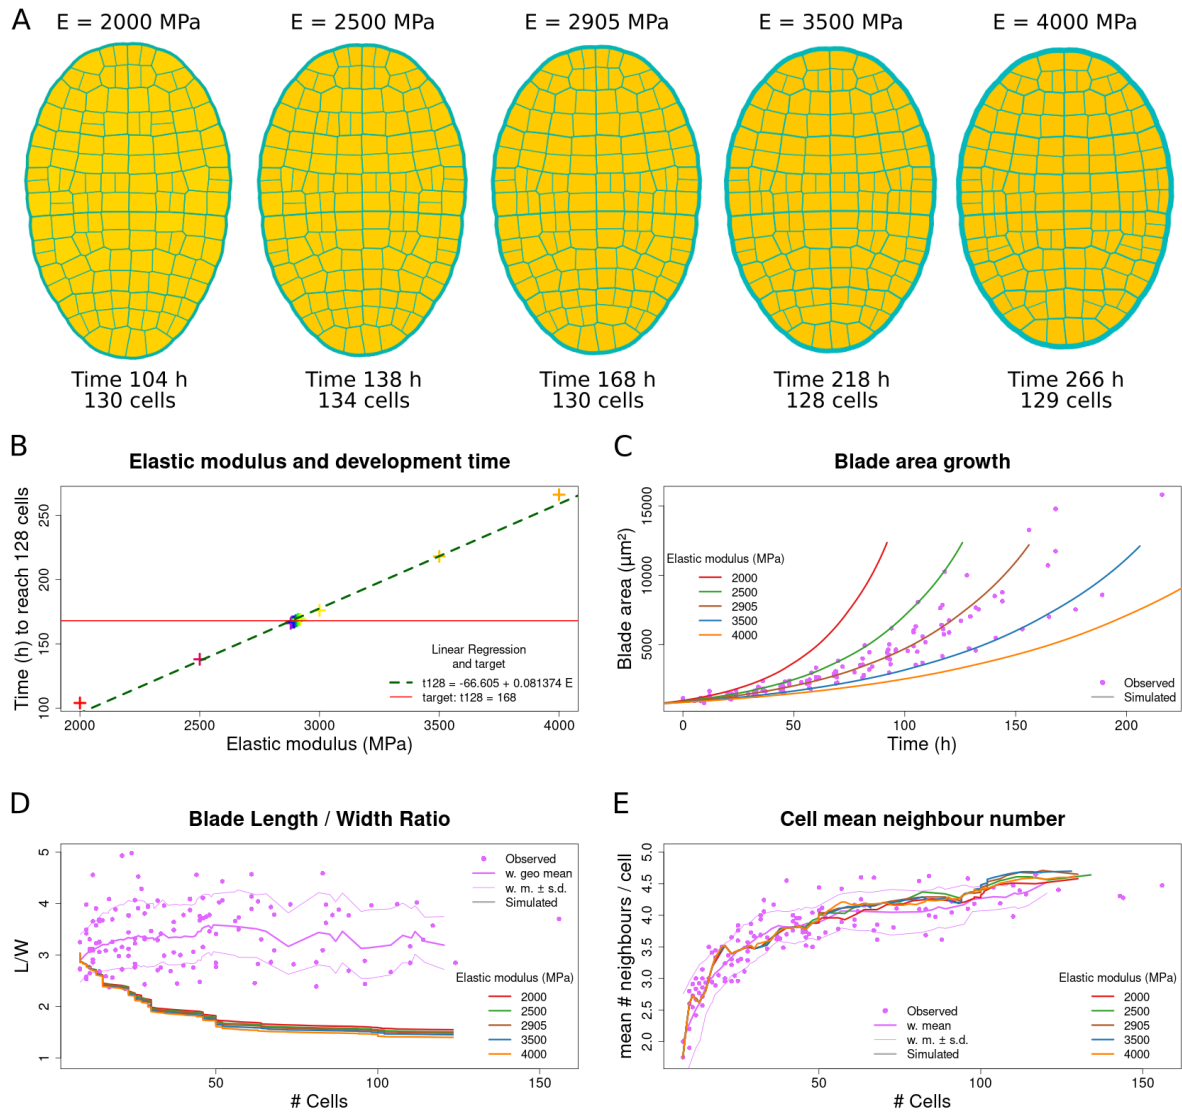 A
E = 2000 MPa
E = 2500 MPa
E = 2905 MPa
E = 3500 MPa
E = 4000 MPa
Time 104 h
130 cells
Time 138 h
134 cells
Time 168 h
130 cells
Time 218 h
128 cells
Time 266 h
129 cells
B
Elastic modulus and development time
Time (h) to reach 128 cells
250
200
150
100
Linear Regression
and target
t128 = -66.605 + 0.081374 E
target: t128 = 168
2000
2500
3000
3500
4000
Elastic modulus (MPa)
C
Blade area growth
Blade area (µm²)
15000
10000
5000
Elastic modulus (MPa)
2000
2500
2905
3500
4000
Observed
Simulated
0
50
100
150
200
Time (h)
D
Blade Length / Width Ratio
L/W
5
4
3
2
1
Observed
w. geo mean
w. m. ± s.d.
Simulated
Elastic modulus (MPa)
2000
2500
2905
3500
4000
50
100
150
# Cells
E
Cell mean neighbour number
mean # neighbours / cell
5.0
4.5
4.0
3.5
3.0
2.5
2.0
Observed
w. mean
w. m. ± s.d.
Simulated
Elastic modulus (MPa)
2000
2500
2905
3500
4000
50
100
150
# Cells